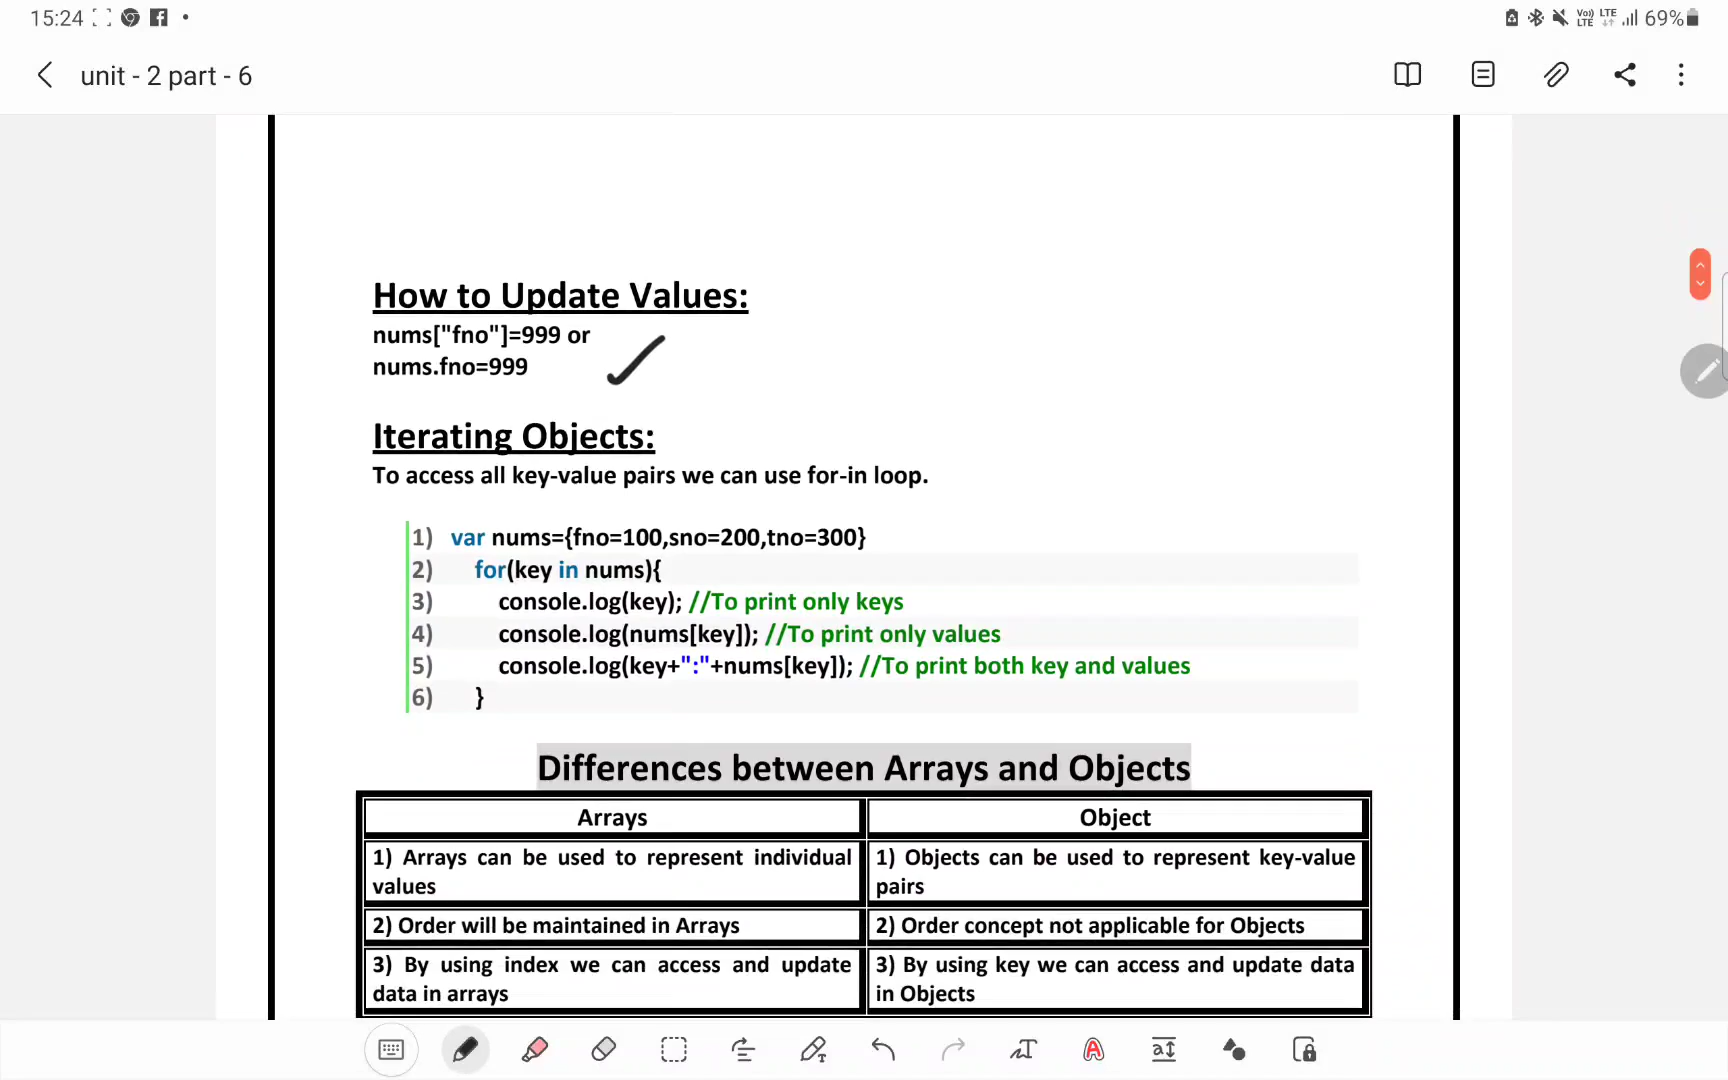 15:24
VoI) LTE
LTE
69%
unit - 2 part - 6
How to Update Values:
nums["fno"]=999 or
nums.fno=999
Iterating Objects:
To access all key-value pairs we can use for-in loop.
1) var nums={fno=100,sno=200,tno=300}
2) for(key in nums){
3) console.log(key); //To print only keys
4) console.log(nums[key]); //To print only values
5) console.log(key+":"+nums[key]); //To print both key and values
6) }
Differences between Arrays and Objects
Arrays
Object
1) Arrays can be used to represent individual
values
1) Objects can be used to represent key-value
pairs
2) Order will be maintained in Arrays
2) Order concept not applicable for Objects
3) By using index we can access and update
data in arrays
3) By using key we can access and update data
in Objects